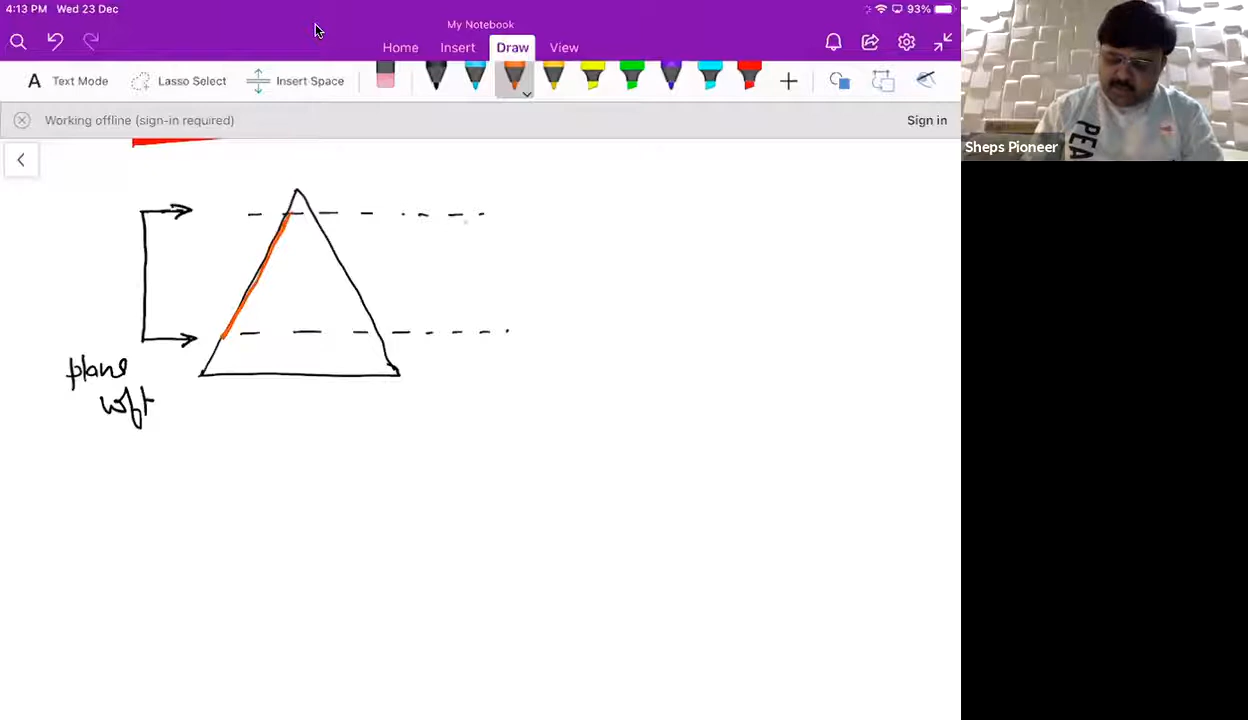 4:13 PM Wed 23 Dec
93%
My Notebook
Home Insert Draw View
A Text Mode Lasso Select Insert Space
Working offline (sign-in required)
Sign in
Sheps Pioneer
PEA
plane
wft